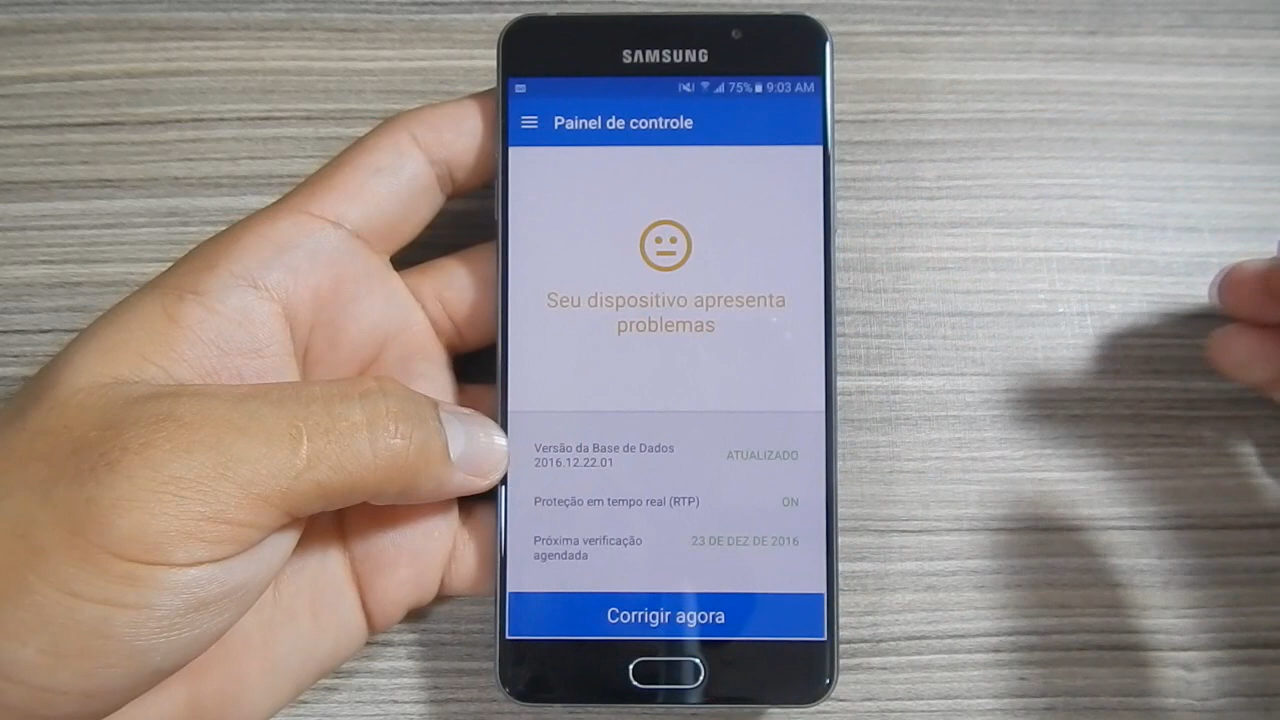 SAMSUNG
75% 9:03 AM
Painel de controle
Seu dispositivo apresenta
problemas
Versão da Base de Dados
2016.12.22.01
ATUALIZADO
Proteção em tempo real (RTP)
ON
Próxima verificação
agendada
23 DE DEZ DE 2016
Corrigir agora